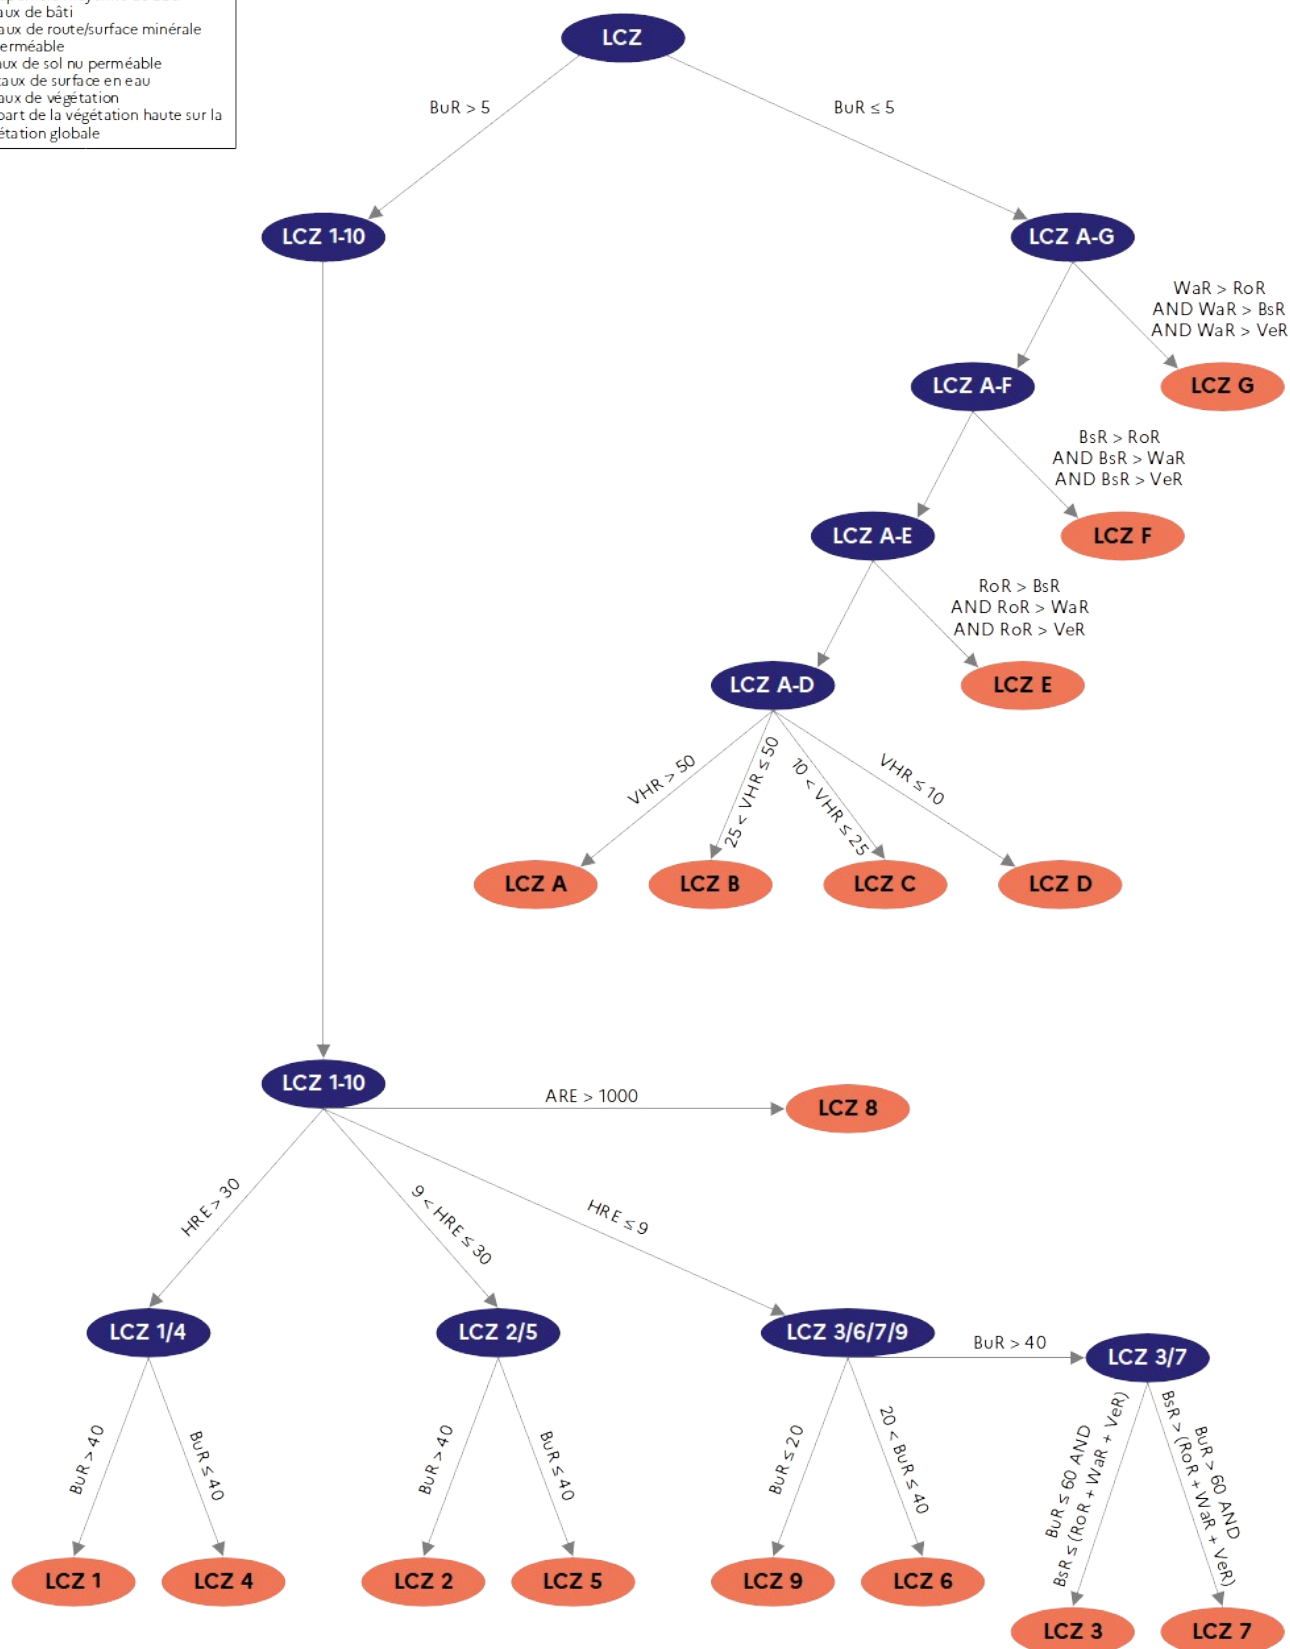 aux de bâti
aux de route/surface minérale
perméable
aux de sol nu perméable
taux de surface en eau
aux de végétation
part de la végétation haute sur la
étation globale
LCZ
BuR > 5
BuR ≤ 5
LCZ 1-10
LCZ A-G
WaR > RoR
AND WaR > BsR
AND WaR > VeR
LCZ A-F
LCZ G
BsR > RoR
AND BsR > WaR
AND BsR > VeR
LCZ A-E
LCZ F
RoR > BsR
AND RoR > WaR
AND RoR > VeR
LCZ A-D
LCZ E
VHR > 50
25 < VHR ≤ 50
10 < VHR ≤ 25
VHR ≤ 10
LCZ A
LCZ B
LCZ C
LCZ D
LCZ 1-10
ARE > 1000
LCZ 8
HRE > 30
9 < HRE ≤ 30
HRE ≤ 9
LCZ 1/4
LCZ 2/5
LCZ 3/6/7/9
BuR > 40
LCZ 3/7
BuR > 40
BuR ≤ 40
BuR > 40
BuR ≤ 40
BuR ≤ 20
20 < BuR ≤ 40
BuR ≤ 60 AND
BsR ≤ (RoR + WaR + VeR)
BuR > 60 AND
BsR > (RoR + WaR + VeR)
LCZ 1
LCZ 4
LCZ 2
LCZ 5
LCZ 9
LCZ 6
LCZ 3
LCZ 7